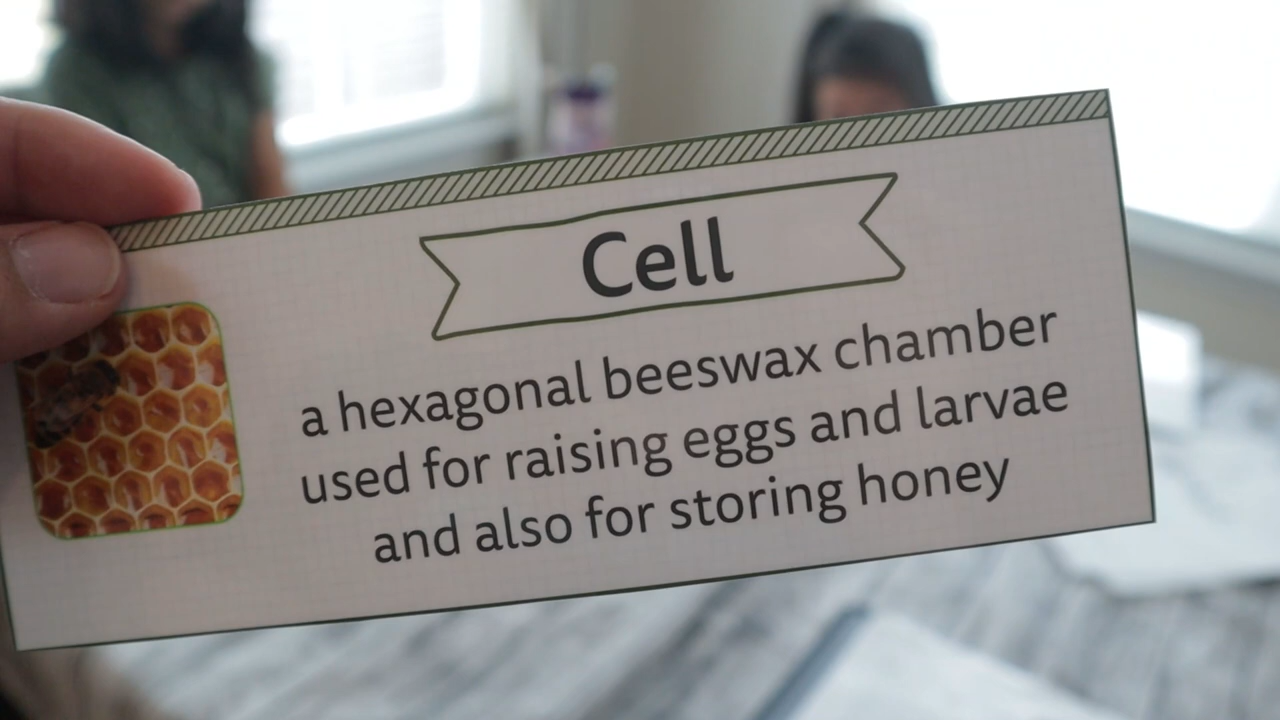 Cell
a hexagonal beeswax chamber
used for raising eggs and larvae
and also for storing honey